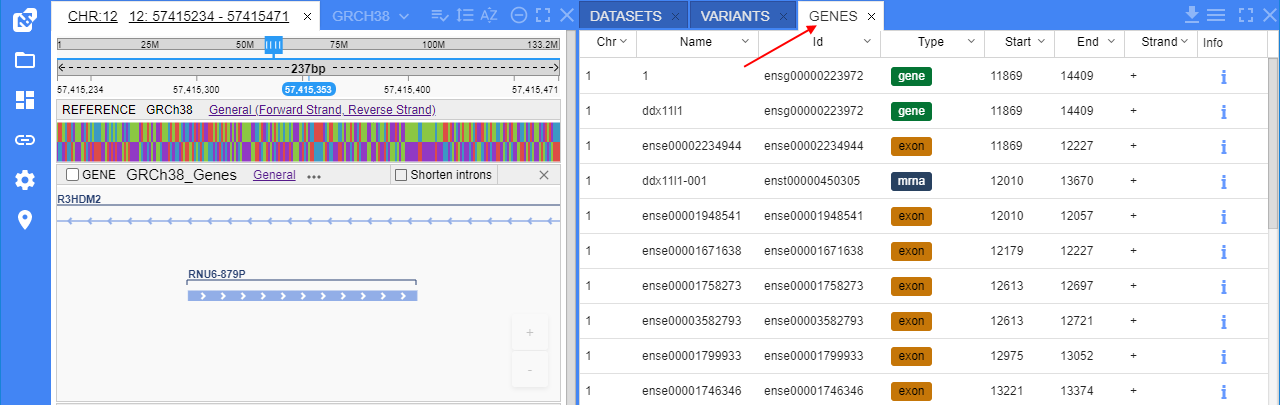 CHR:12 12: 57415234 - 57415471 × GRCH38
1 25M 50M 75M 100M 133.2M
237bp
57,415,234 57,415,300 57,415,353 57,415,400 57,415,471
REFERENCE GRCh38 General (Forward Strand, Reverse Strand)
GENE GRCh38_Genes General ... Shorten introns ×
R3HDM2
RNU6-879P
+
-
DATASETS × VARIANTS × GENES ×
Chr Name Id Type Start End Strand Info
1 1 ensg00000223972 gene 11869 14409 + i
1 ddx11l1 ensg00000223972 gene 11869 14409 + i
1 ense00002234944 ense00002234944 exon 11869 12227 + i
1 ddx11l1-001 enst00000450305 mrna 12010 13670 + i
1 ense00001948541 ense00001948541 exon 12010 12057 + i
1 ense00001671638 ense00001671638 exon 12179 12227 + i
1 ense00001758273 ense00001758273 exon 12613 12697 + i
1 ense00003582793 ense00003582793 exon 12613 12721 + i
1 ense00001799933 ense00001799933 exon 12975 13052 + i
1 ense00001746346 ense00001746346 exon 13221 13374 + i